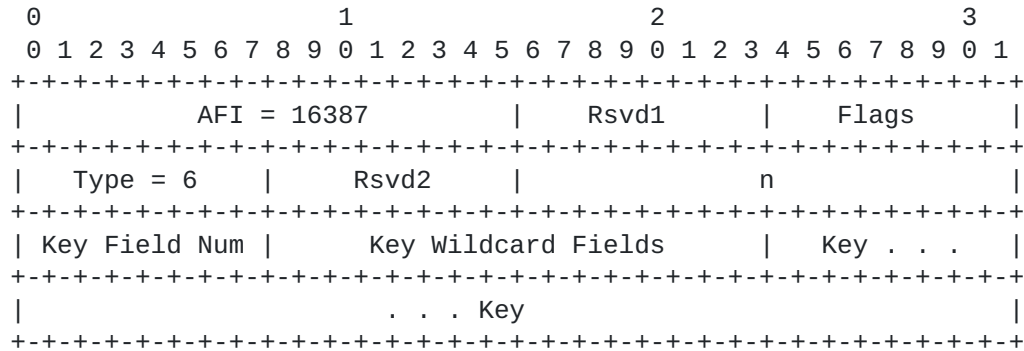 0                   1                   2                   3
 0 1 2 3 4 5 6 7 8 9 0 1 2 3 4 5 6 7 8 9 0 1 2 3 4 5 6 7 8 9 0 1
+-+-+-+-+-+-+-+-+-+-+-+-+-+-+-+-+-+-+-+-+-+-+-+-+-+-+-+-+-+-+-+-+
|           AFI = 16387         |    Rsvd1      |    Flags      |
+-+-+-+-+-+-+-+-+-+-+-+-+-+-+-+-+-+-+-+-+-+-+-+-+-+-+-+-+-+-+-+-+
|   Type = 6    |     Rsvd2     |               n               |
+-+-+-+-+-+-+-+-+-+-+-+-+-+-+-+-+-+-+-+-+-+-+-+-+-+-+-+-+-+-+-+-+
| Key Field Num |      Key Wildcard Fields      |   Key . . .   |
+-+-+-+-+-+-+-+-+-+-+-+-+-+-+-+-+-+-+-+-+-+-+-+-+-+-+-+-+-+-+-+-+
|                       . . . Key                               |
+-+-+-+-+-+-+-+-+-+-+-+-+-+-+-+-+-+-+-+-+-+-+-+-+-+-+-+-+-+-+-+-+